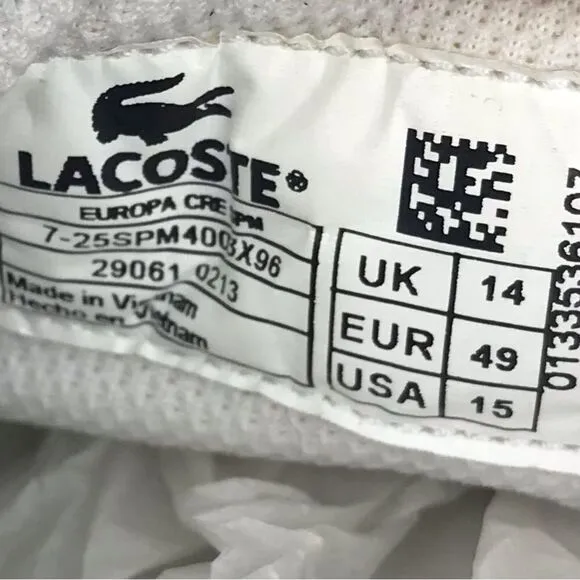 LACOSTE®
EUROPA CRE SPM
7-25SPM4003X96
29061 0213
Made in Vietnam
Hecho en Vietnam
UK 14
EUR 49
USA 15
0133536107